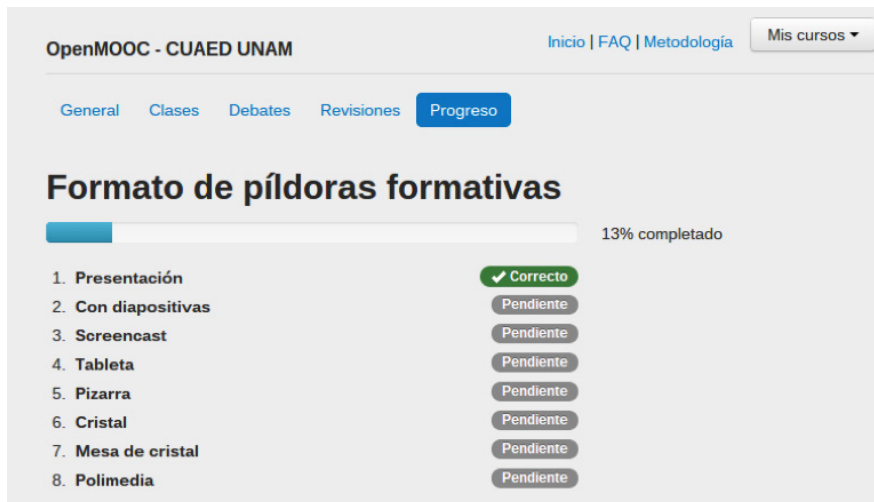 OpenMOOC - CUAED UNAM
Inicio | FAQ | Metodología
Mis cursos
General Clases Debates Revisiones Progreso
Formato de píldoras formativas
13% completado
1. Presentación Correcto
2. Con diapositivas Pendiente
3. Screencast Pendiente
4. Tableta Pendiente
5. Pizarra Pendiente
6. Cristal Pendiente
7. Mesa de cristal Pendiente
8. Polimedia Pendiente